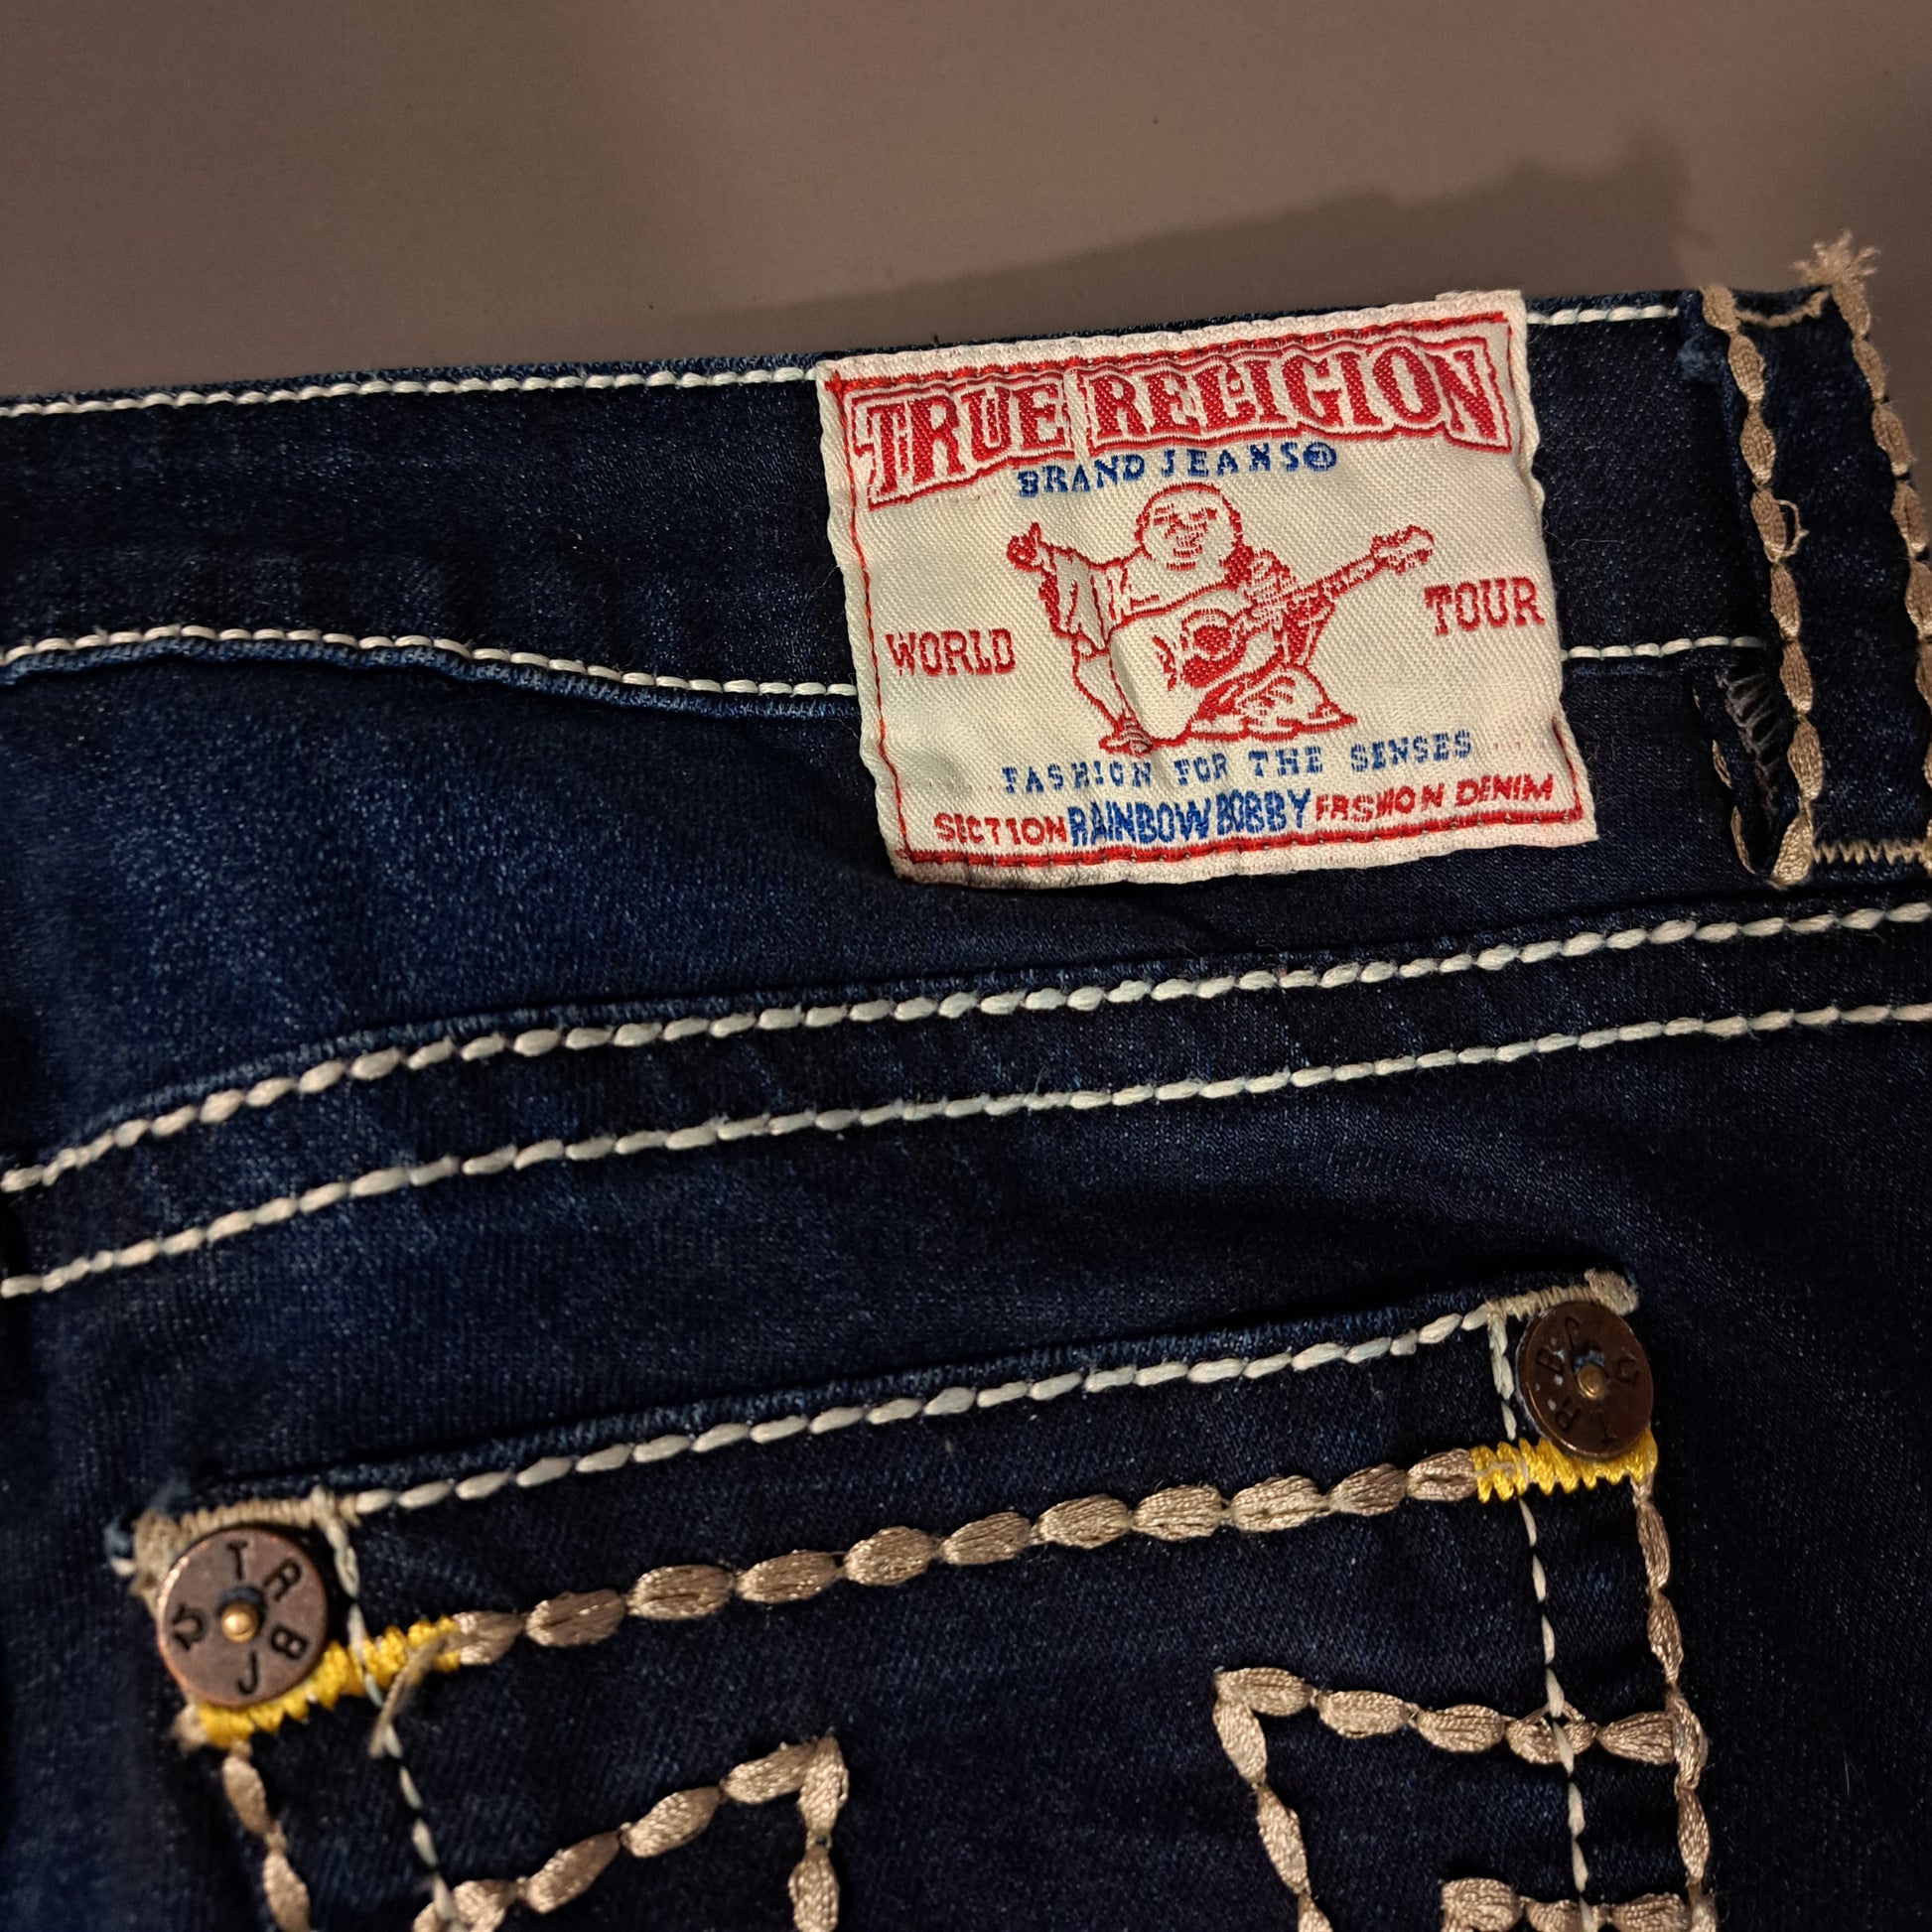 TRUE RELIGION
BRAND JEANS®
WORLD TOUR
FASHION FOR THE SENSES
SECTION RAINBOW BOBBY FASHION DENIM
J B R T
T R B J